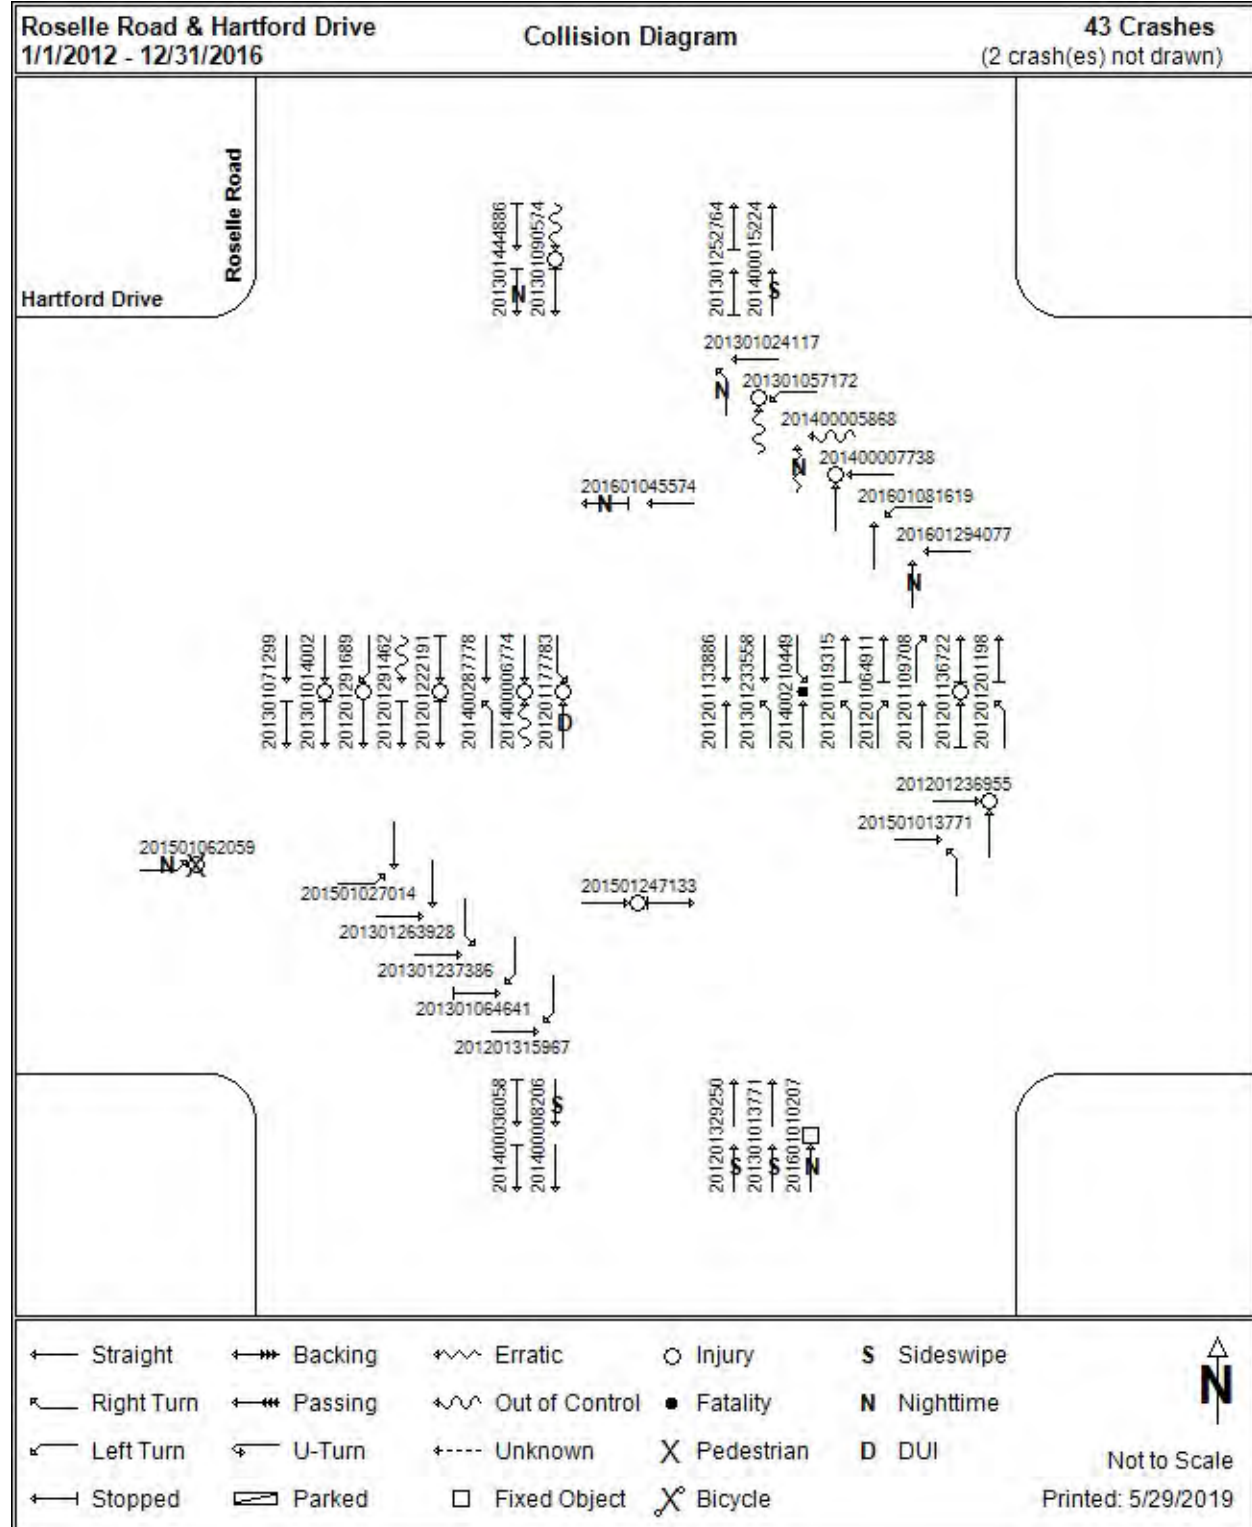 Roselle Road & Hartford Drive
1/1/2012 - 12/31/2016
Collision Diagram
43 Crashes
(2 crash(es) not drawn)
Roselle Road
Hartford Drive
201301444886
N
201301090574
201301252764
201400015224
S
201301024117
N
201301057172
201400005868
N
201400007738
201601081619
201601294077
N
201601045574
N
201301071299
201301014002
201201291689
201201291462
201201222191
201400287778
201400006774
201201177783
D
201201133886
201301233558
201400210449
201201019315
201201064911
201201109708
201201136722
201201201198
201201236955
201501013771
201501062059
N
201501027014
201301263928
201301237386
201301064641
201201315967
201501247133
201400036058
201400008206
S
201201329250
S
201301013771
S
201601010207
N
Straight
Backing
Erratic
Injury
S Sideswipe
Right Turn
Passing
Out of Control
Fatality
N Nighttime
Left Turn
U-Turn
Unknown
Pedestrian
D DUI
Stopped
Parked
Fixed Object
Bicycle
N
Not to Scale
Printed: 5/29/2019